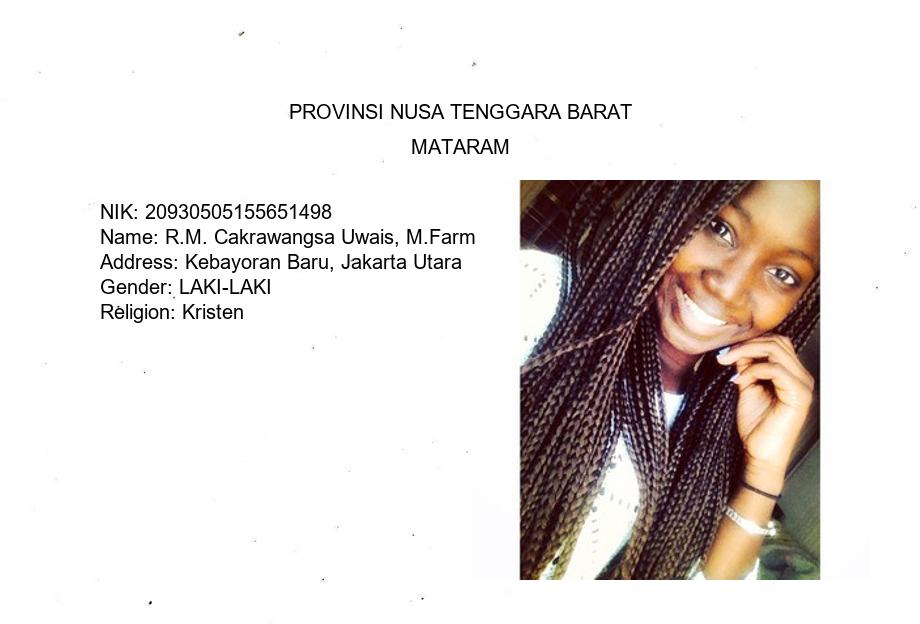 PROVINSI NUSA TENGGARA BARAT
MATARAM
NIK: 20930505155651498
Name: R.M. Cakrawangsa Uwais, M.Farm
Address: Kebayoran Baru, Jakarta Utara
Gender: LAKI-LAKI
Religion: Kristen